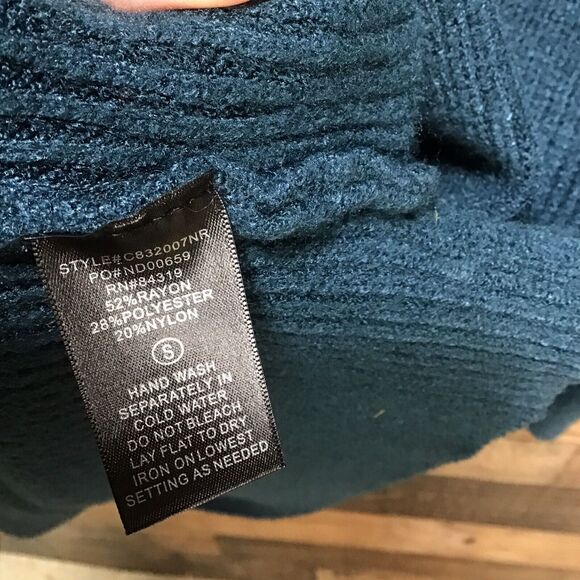 STYLE#C832007NR
PO#ND00659
RN#84319
52%RAYON
28%POLYESTER
20%NYLON
S
HAND WASH
SEPARATELY IN
COLD WATER
DO NOT BLEACH,
LAY FLAT TO DRY
IRON ON LOWEST
SETTING AS NEEDED